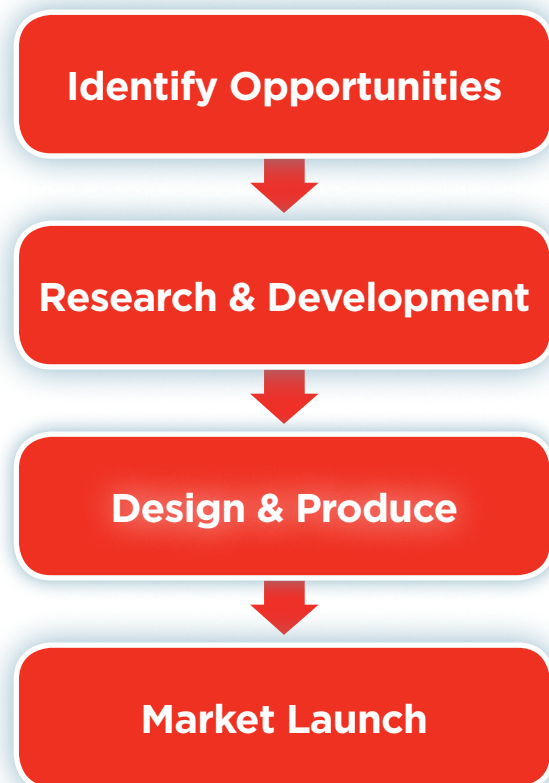 Identify Opportunities
Research & Development
Design & Produce
Market Launch